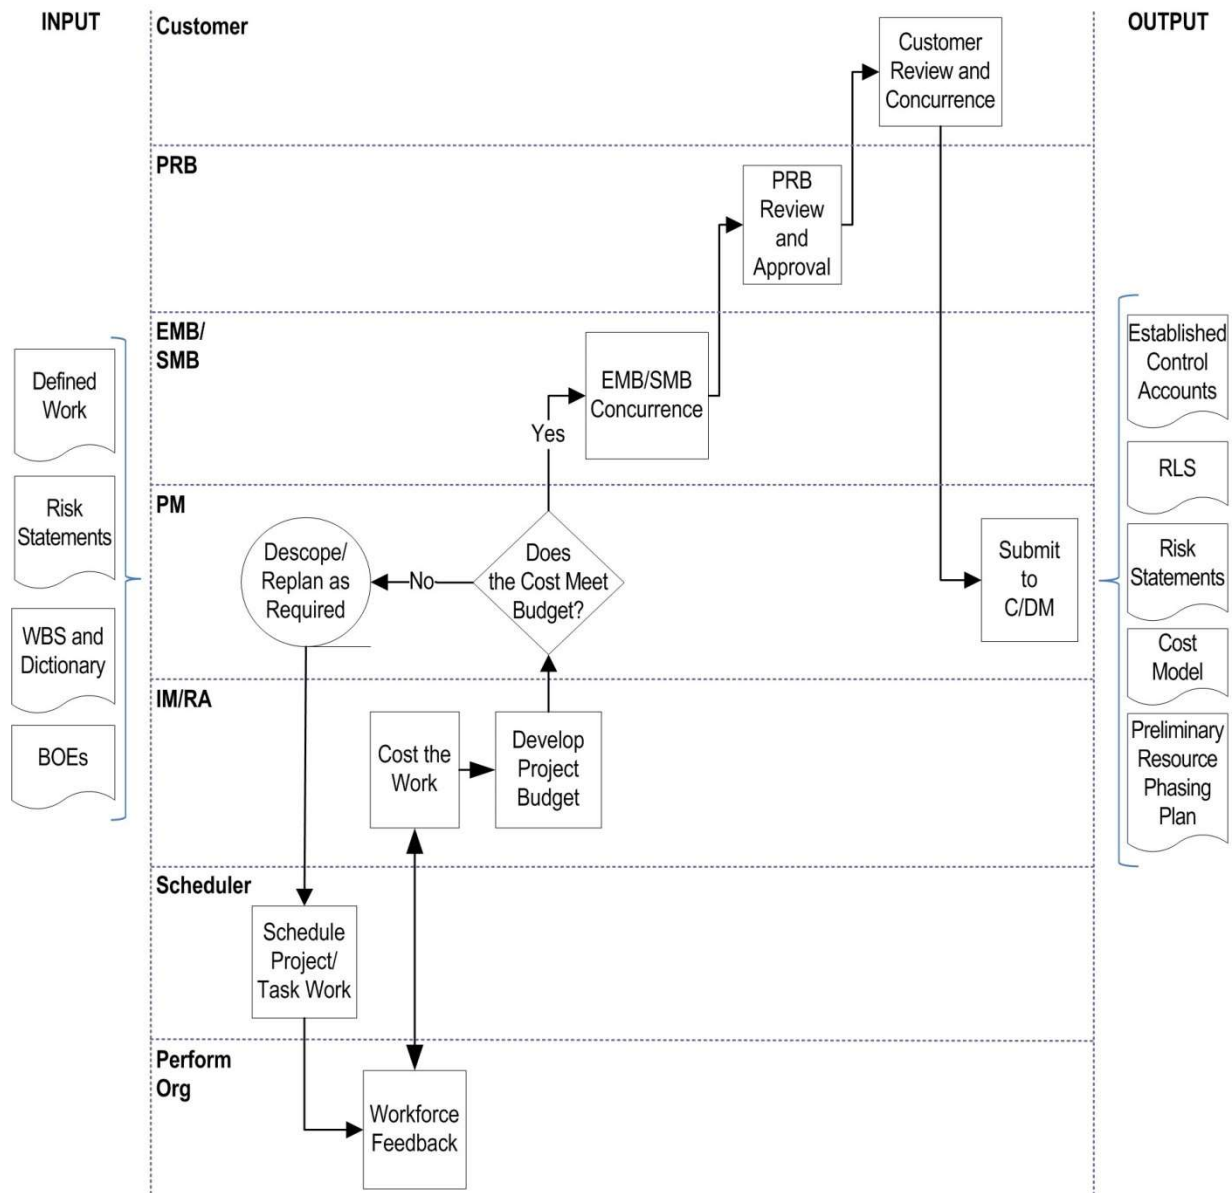 INPUT
Customer
Customer
Review and
Concurrence
OUTPUT
PRB
PRB
Review
and
Approval
EMB/
SMB
EMB/SMB
Concurrence
Yes
Defined
Work
Risk
Statements
WBS and
Dictionary
BOEs
PM
Descope/
Replan as
Required
No
Does
the Cost Meet
Budget?
Submit
to
C/DM
Established
Control
Accounts
RLS
Risk
Statements
Cost
Model
Preliminary
Resource
Phasing
Plan
IM/RA
Cost the
Work
Develop
Project
Budget
Scheduler
Schedule
Project/
Task Work
Perform
Org
Workforce
Feedback